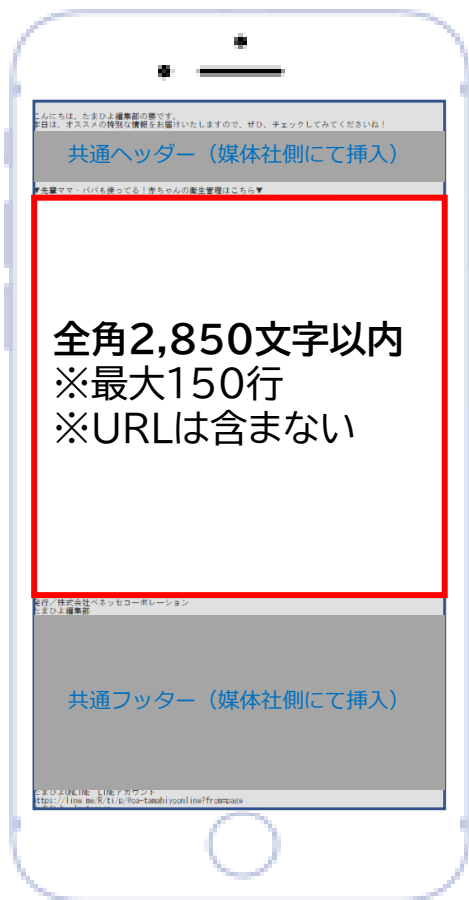 こんにちは。たまひよ編集部の要です。
本日は、オススメの特別な情報をお届けいたしますので、ぜひ、チェックしてみてくださいね！
共通ヘッダー（媒体社側にて挿入）
▼先輩ママ・パパも使ってる！赤ちゃんの衛生管理はこちら▼
全角2,850文字以内
※最大150行
※URLは含まない
発行／株式会社ベネッセコーポレーション
たまひよ編集部
共通フッター（媒体社側にて挿入）
たまひよONLINE LINEアカウント
https://line.me/R/ti/p/@oa-tamahiyoonline?from=page